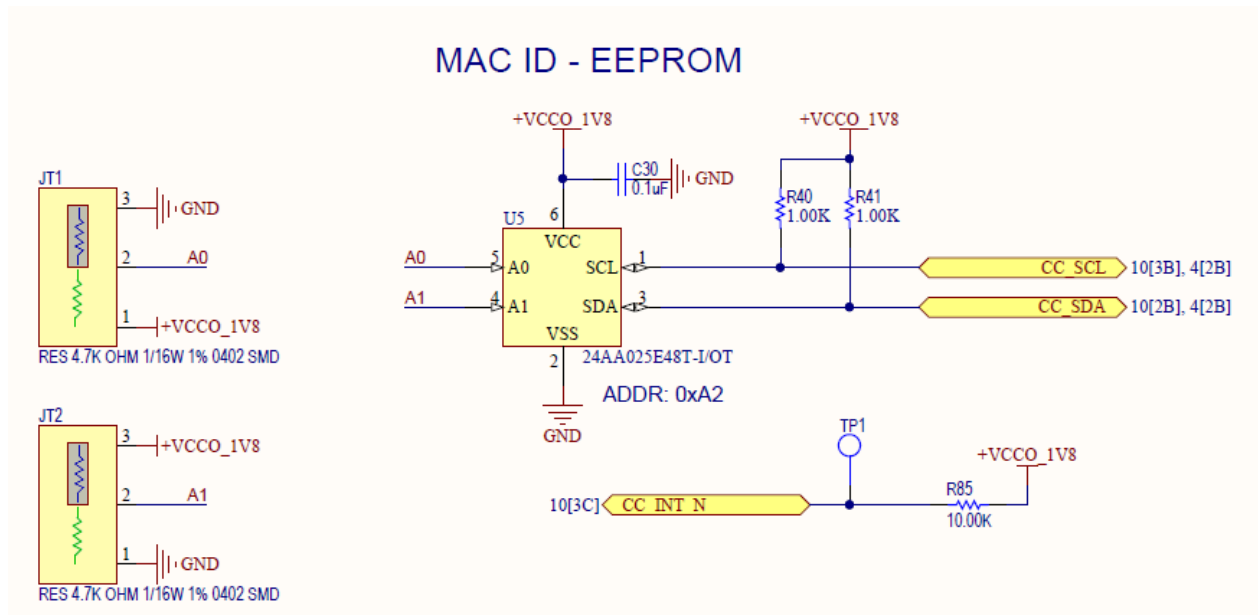 MAC ID - EEPROM
+VCCO_1V8
+VCCO_1V8
C30
0.1uF
GND
R40
1.00K
R41
1.00K
JT1
3
GND
2
A0
1
+VCCO_1V8
RES 4.7K OHM 1/16W 1% 0402 SMD
U5
6
VCC
A0
5
A0
SCL
1
CC_SCL
10[3B], 4[2B]
A1
4
A1
SDA
3
CC_SDA
10[2B], 4[2B]
VSS
2
24AA025E48T-I/OT
ADDR: 0xA2
GND
JT2
3
+VCCO_1V8
2
A1
1
GND
RES 4.7K OHM 1/16W 1% 0402 SMD
TP1
+VCCO_1V8
10[3C]
CC_INT_N
R85
10.00K